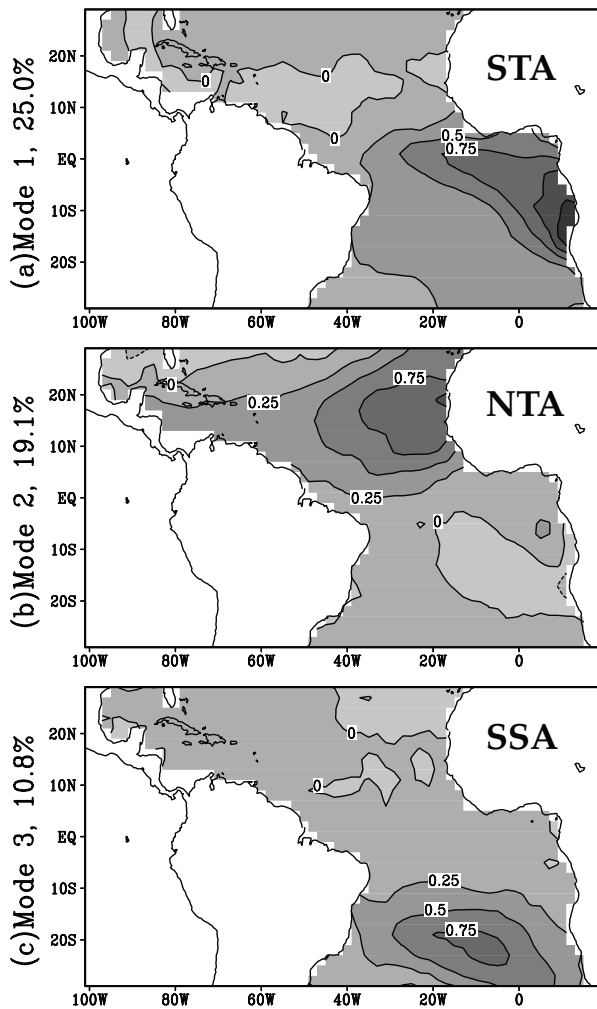 (a)Mode 1, 25.0%
STA
20N
10N
EQ
10S
20S
0
0
0
0.5
0.75
100W 80W 60W 40W 20W 0
(b)Mode 2, 19.1%
NTA
20N
10N
EQ
10S
20S
0
0.25
0.75
0.25
0
100W 80W 60W 40W 20W 0
(c)Mode 3, 10.8%
SSA
20N
10N
EQ
10S
20S
0
0
0.25
0.5
0.75
100W 80W 60W 40W 20W 0